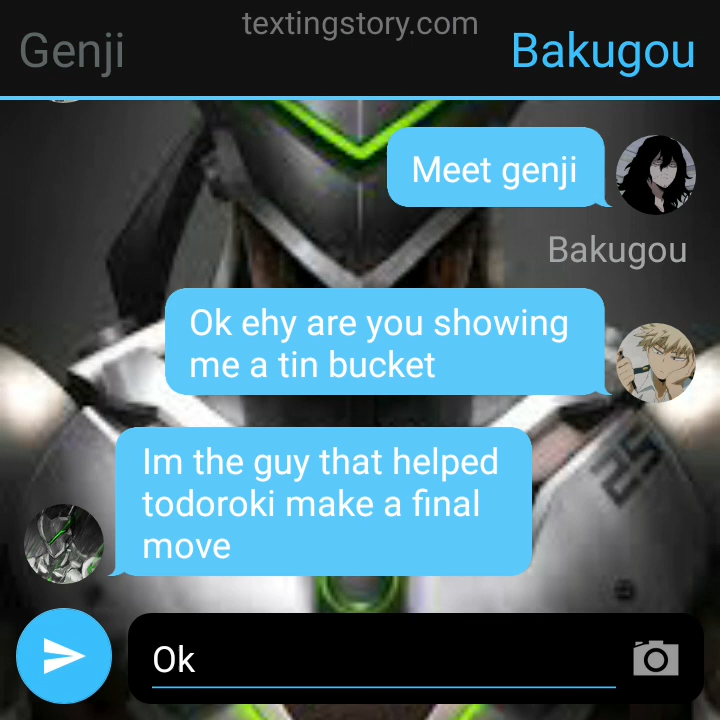 textingstory.com
Genji
Bakugou
Meet genji
Bakugou
Ok ehy are you showing
me a tin bucket
Im the guy that helped
todoroki make a final
move
25
Ok